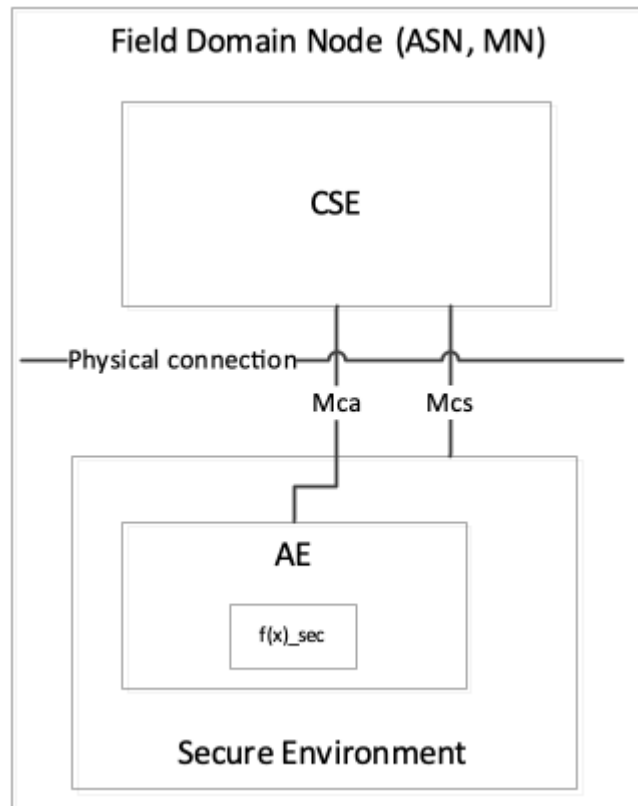 Field Domain Node (ASN, MN)
CSE
Physical connection
Mca
Mcs
AE
f(x)_sec
Secure Environment